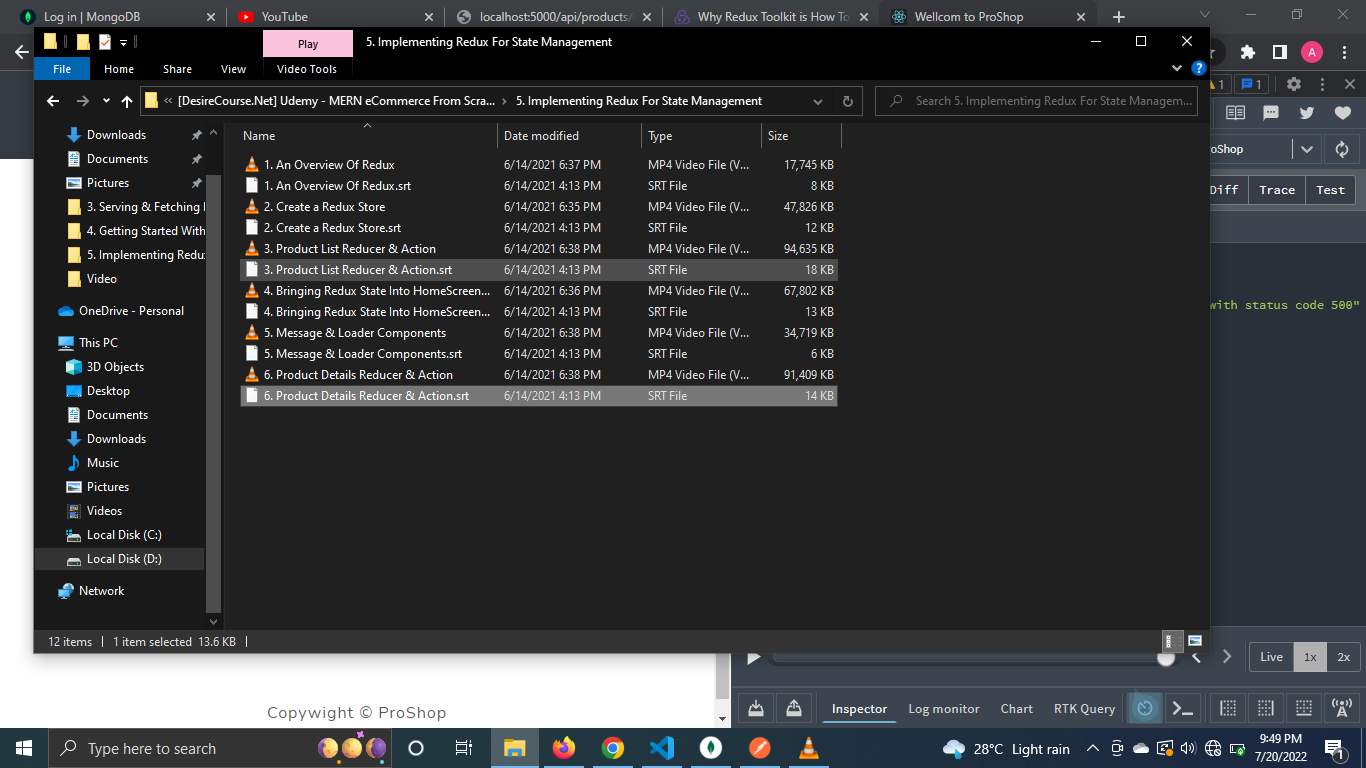 Log in | MongoDB
YouTube
localhost:5000/api/products/
Why Redux Toolkit is How To
Wellcom to ProShop
Play
5. Implementing Redux For State Management
File
Home
Share
View
Video Tools
A
1
1
« [DesireCourse.Net] Udemy - MERN eCommerce From Scra... › 5. Implementing Redux For State Management
Search 5. Implementing Redux For State Managem...
Name
Date modified
Type
Size
Downloads
Documents
Pictures
3. Serving & Fetching
4. Getting Started With
5. Implementing Redu
Video
OneDrive - Personal
This PC
3D Objects
Desktop
Documents
Downloads
Music
Pictures
Videos
Local Disk (C:)
Local Disk (D:)
Network
1. An Overview Of Redux 6/14/2021 6:37 PM MP4 Video File (V... 17,745 KB
1. An Overview Of Redux.srt 6/14/2021 4:13 PM SRT File 8 KB
2. Create a Redux Store 6/14/2021 6:35 PM MP4 Video File (V... 47,826 KB
2. Create a Redux Store.srt 6/14/2021 4:13 PM SRT File 12 KB
3. Product List Reducer & Action 6/14/2021 6:38 PM MP4 Video File (V... 94,635 KB
3. Product List Reducer & Action.srt 6/14/2021 4:13 PM SRT File 18 KB
4. Bringing Redux State Into HomeScreen... 6/14/2021 6:36 PM MP4 Video File (V... 67,802 KB
4. Bringing Redux State Into HomeScreen... 6/14/2021 4:13 PM SRT File 13 KB
5. Message & Loader Components 6/14/2021 6:38 PM MP4 Video File (V... 34,719 KB
5. Message & Loader Components.srt 6/14/2021 4:13 PM SRT File 6 KB
6. Product Details Reducer & Action 6/14/2021 6:38 PM MP4 Video File (V... 91,409 KB
6. Product Details Reducer & Action.srt 6/14/2021 4:13 PM SRT File 14 KB
12 items
1 item selected 13.6 KB
oShop
Diff
Trace
Test
with status code 500"
Live
1x
2x
Inspector
Log monitor
Chart
RTK Query
Copywight © ProShop
Type here to search
28°C Light rain
9:49 PM
7/20/2022
1